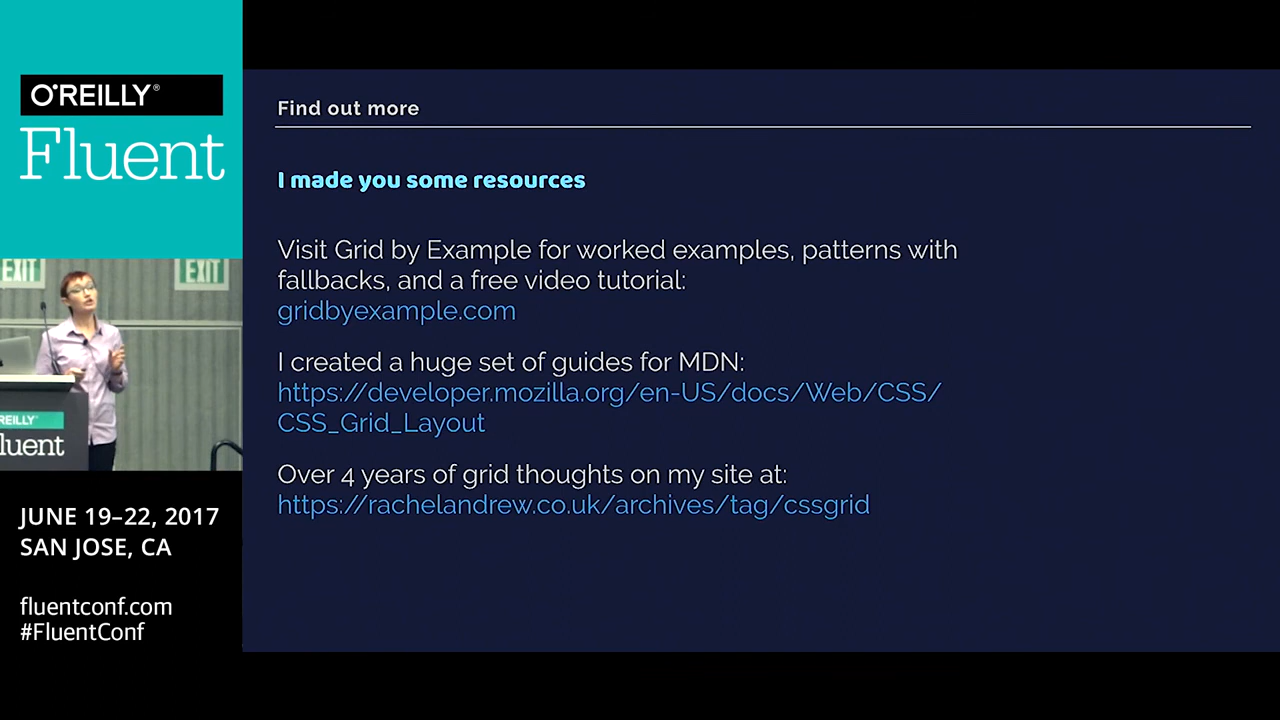 O'REILLY®
Fluent
EXIT
EXIT
REILLY
luent
JUNE 19–22, 2017
SAN JOSE, CA
fluentconf.com
#FluentConf
Find out more
I made you some resources
Visit Grid by Example for worked examples, patterns with
fallbacks, and a free video tutorial:
gridbyexample.com
I created a huge set of guides for MDN:
https://developer.mozilla.org/en-US/docs/Web/CSS/
CSS_Grid_Layout
Over 4 years of grid thoughts on my site at:
https://rachelandrew.co.uk/archives/tag/cssgrid